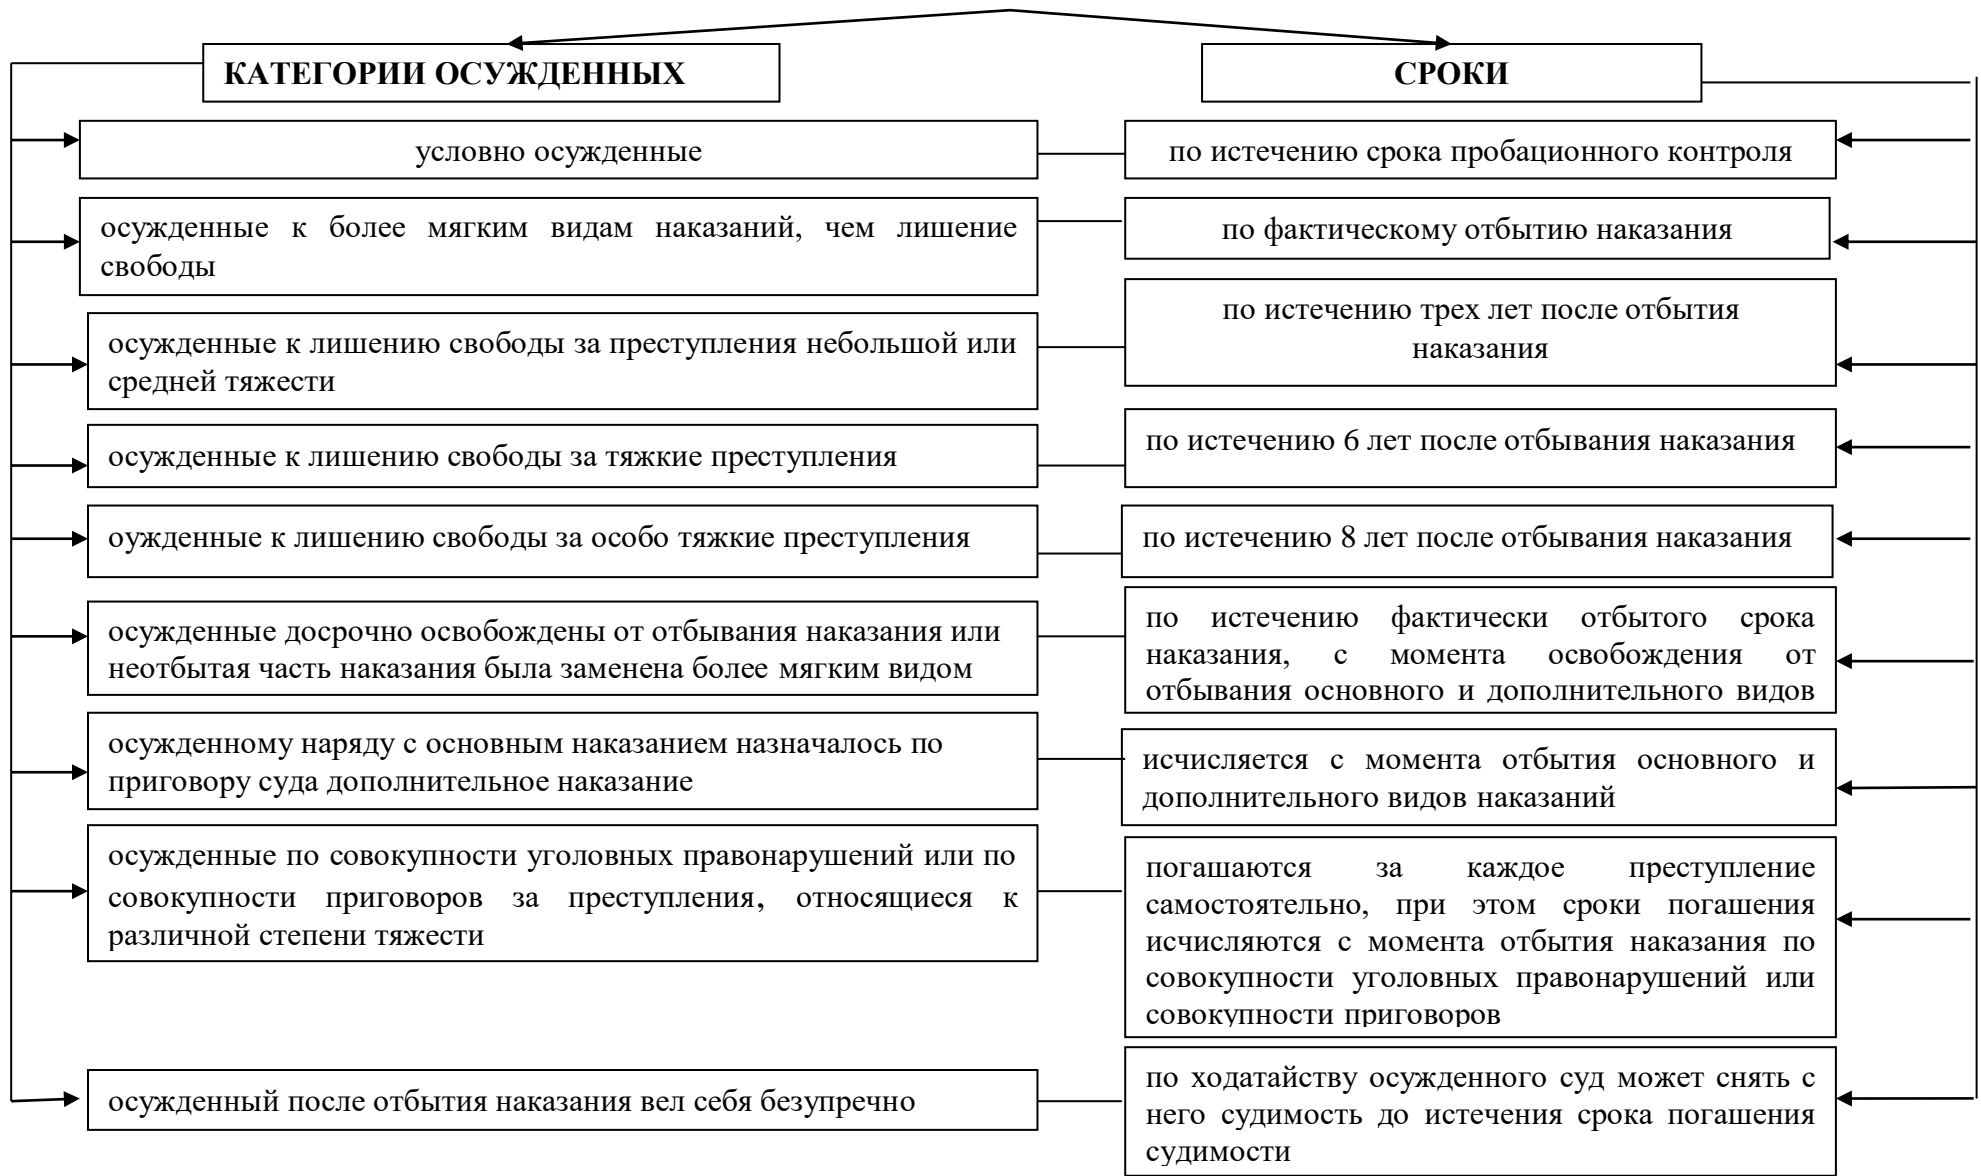 КАТЕГОРИИ ОСУЖДЕННЫХ
СРОКИ
условно осужденные
по истечению срока пробационного контроля
осужденные к более мягким видам наказаний, чем лишение
свободы
по фактическому отбытию наказания
осужденные к лишению свободы за преступления небольшой или
средней тяжести
по истечению трех лет после отбытия
наказания
осужденные к лишению свободы за тяжкие преступления
по истечению 6 лет после отбывания наказания
оужденные к лишению свободы за особо тяжкие преступления
по истечению 8 лет после отбывания наказания
осужденные досрочно освобождены от отбывания наказания или
неотбытая часть наказания была заменена более мягким видом
по истечению фактически отбытого срока
наказания, с момента освобождения от
отбывания основного и дополнительного видов
осужденному наряду с основным наказанием назначалось по
приговору суда дополнительное наказание
исчисляется с момента отбытия основного и
дополнительного видов наказаний
осужденные по совокупности уголовных правонарушений или по
совокупности приговоров за преступления, относящиеся к
различной степени тяжести
погашаются за каждое преступление
самостоятельно, при этом сроки погашения
исчисляются с момента отбытия наказания по
совокупности уголовных правонарушений или
совокупности приговоров
осужденный после отбытия наказания вел себя безупречно
по ходатайству осужденного суд может снять с
него судимость до истечения срока погашения
судимости